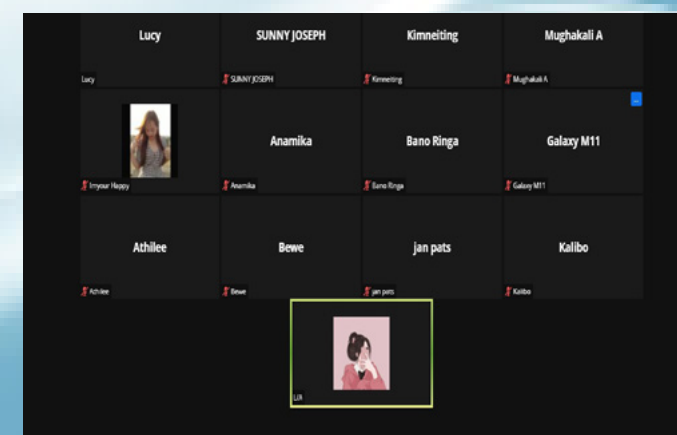 Lucy
SUNNY JOSEPH
Kimneiting
Mughakali A
Lucy
SUNNY JOSEPH
Kimneiting
Mughakali A
Anamika
Bano Ringa
Galaxy M11
Imyour Happy
Anamika
Bano Ringa
Galaxy M11
Athilee
Bewe
jan pats
Kalibo
Athilee
Bewe
jan pats
Kalibo